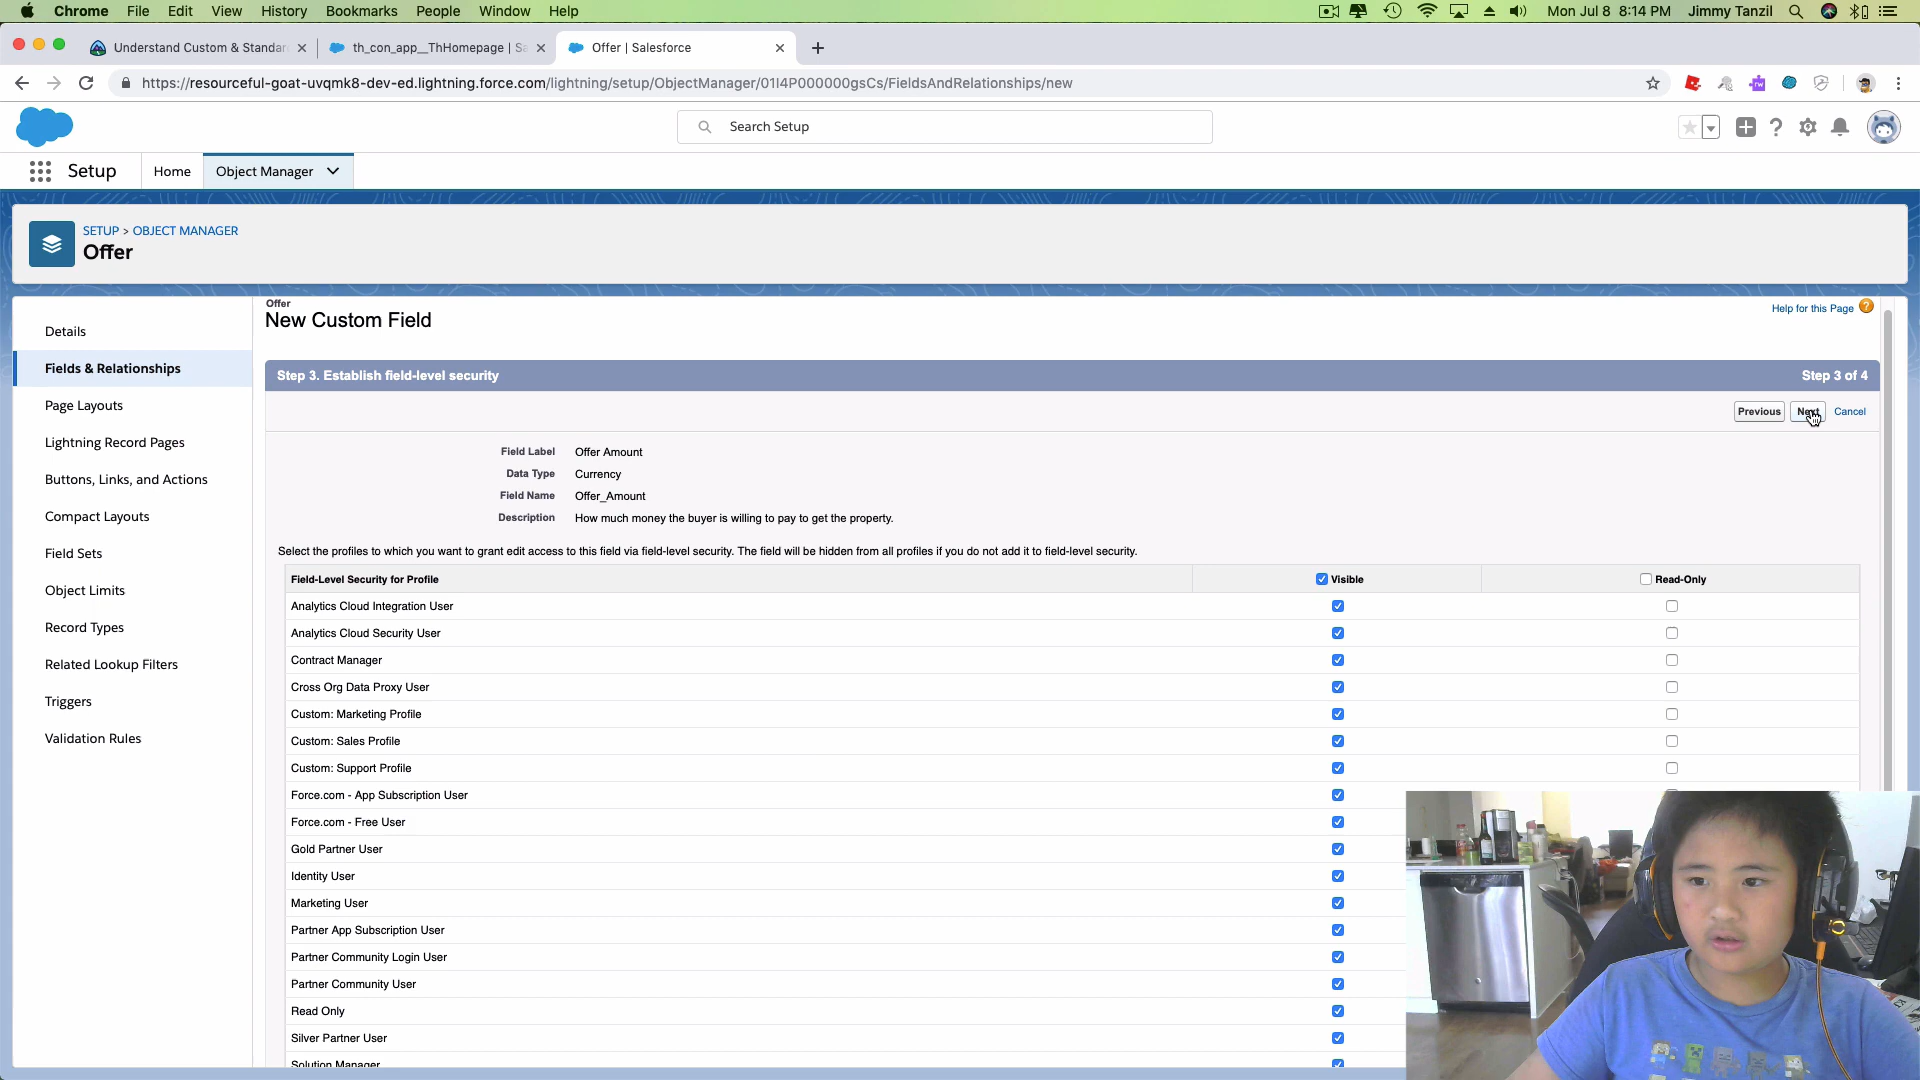 Chrome File Edit View History Bookmarks People Window Help Mon Jul 8 8:14 PM Jimmy Tanzil
Understand Custom & Standar th_con_app__ThHomepage | Sa Offer | Salesforce
https://resourceful-goat-uvqmk8-dev-ed.lightning.force.com/lightning/setup/ObjectManager/01I4P000000gsCs/FieldsAndRelationships/new
Search Setup
Setup Home Object Manager
SETUP > OBJECT MANAGER
Offer
Details
Fields & Relationships
Page Layouts
Lightning Record Pages
Buttons, Links, and Actions
Compact Layouts
Field Sets
Object Limits
Record Types
Related Lookup Filters
Triggers
Validation Rules
Offer
New Custom Field
Help for this Page
Step 3. Establish field-level security Step 3 of 4
Previous Next Cancel
Field Label Offer Amount
Data Type Currency
Field Name Offer_Amount
Description How much money the buyer is willing to pay to get the property.
Select the profiles to which you want to grant edit access to this field via field-level security. The field will be hidden from all profiles if you do not add it to field-level security.
Field-Level Security for Profile Visible Read-Only
Analytics Cloud Integration User
Analytics Cloud Security User
Contract Manager
Cross Org Data Proxy User
Custom: Marketing Profile
Custom: Sales Profile
Custom: Support Profile
Force.com - App Subscription User
Force.com - Free User
Gold Partner User
Identity User
Marketing User
Partner App Subscription User
Partner Community Login User
Partner Community User
Read Only
Silver Partner User
Solution Manager